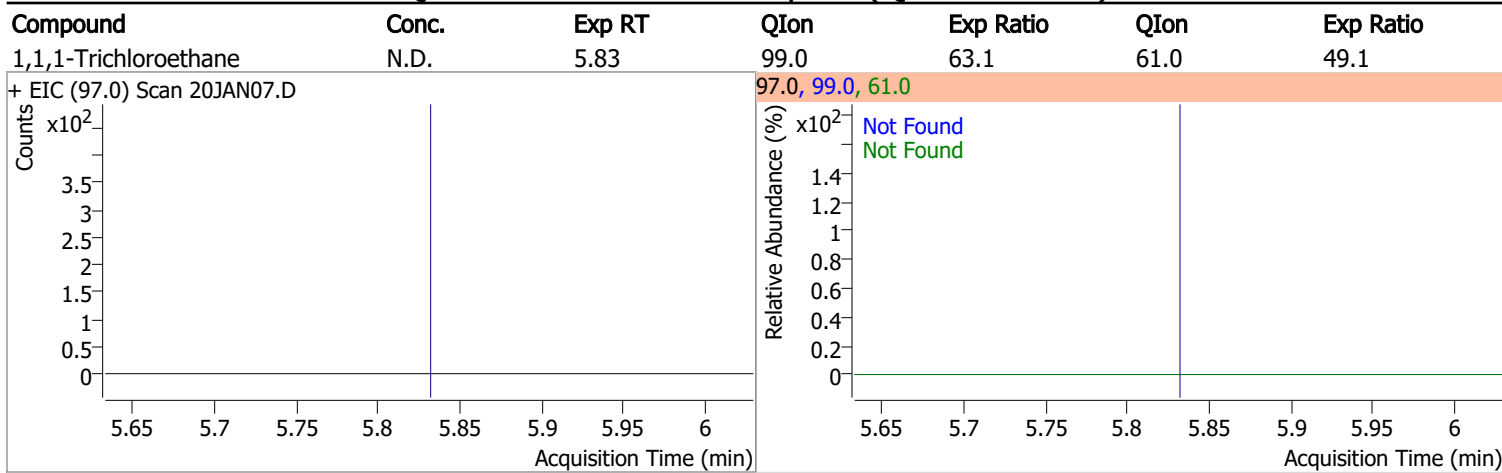 Compound Conc. Exp RT QIon Exp Ratio QIon Exp Ratio
1,1,1-Trichloroethane N.D. 5.83 99.0 63.1 61.0 49.1
+ EIC (97.0) Scan 20JAN07.D
Counts
x10²
3.5
3
2.5
2
1.5
1
0.5
0
5.65 5.7 5.75 5.8 5.85 5.9 5.95 6
Acquisition Time (min)
97.0, 99.0, 61.0
Relative Abundance (%)
x10²
Not Found
Not Found
1.4
1.2
1
0.8
0.6
0.4
0.2
0
5.65 5.7 5.75 5.8 5.85 5.9 5.95 6
Acquisition Time (min)